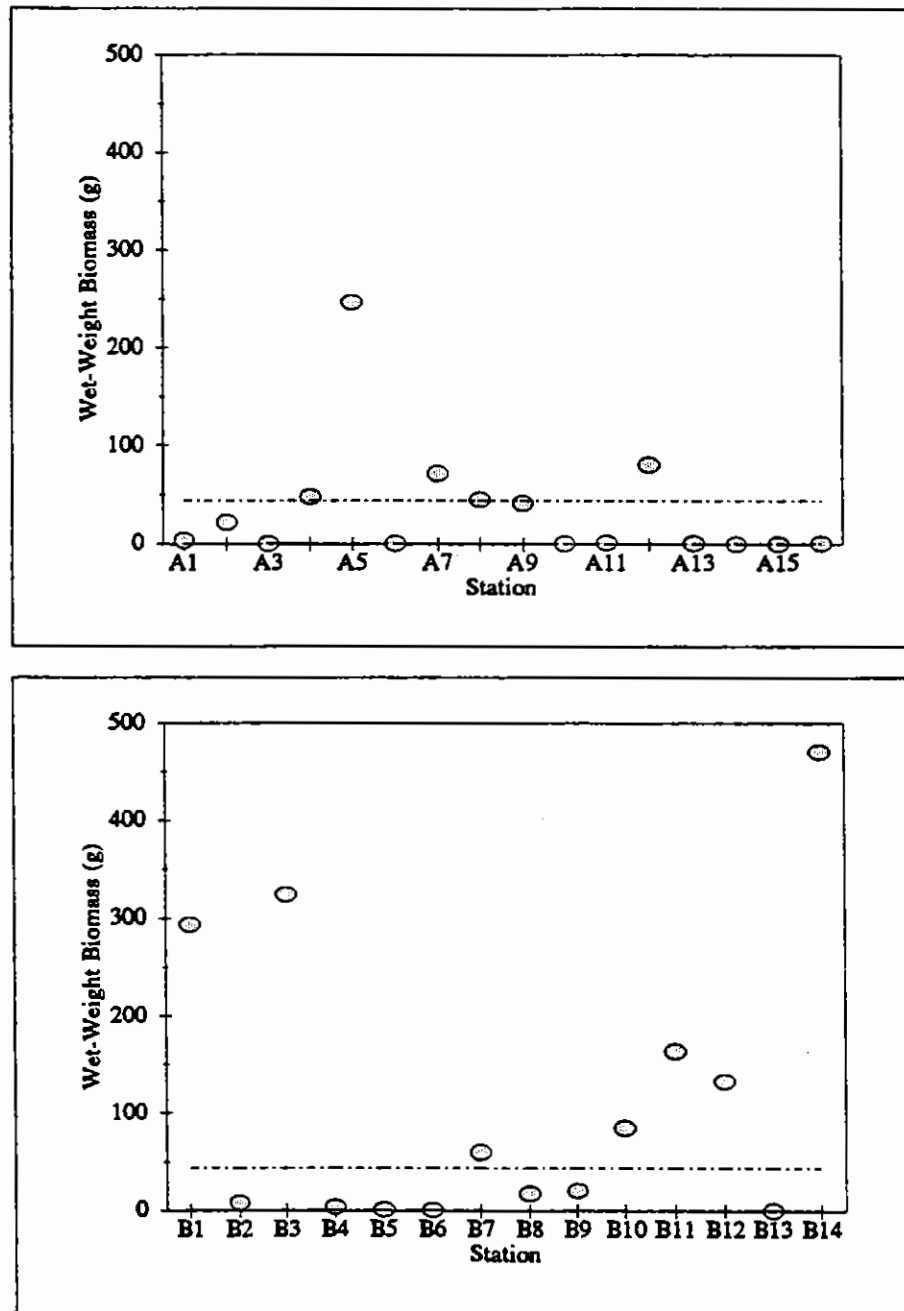 500
400
300
200
100
0
Wet-Weight Biomass (g)
A1 A3 A5 A7 A9 A11 A13 A15
Station
500
400
300
200
100
0
Wet-Weight Biomass (g)
B1 B2 B3 B4 B5 B6 B7 B8 B9 B10 B11 B12 B13 B14
Station